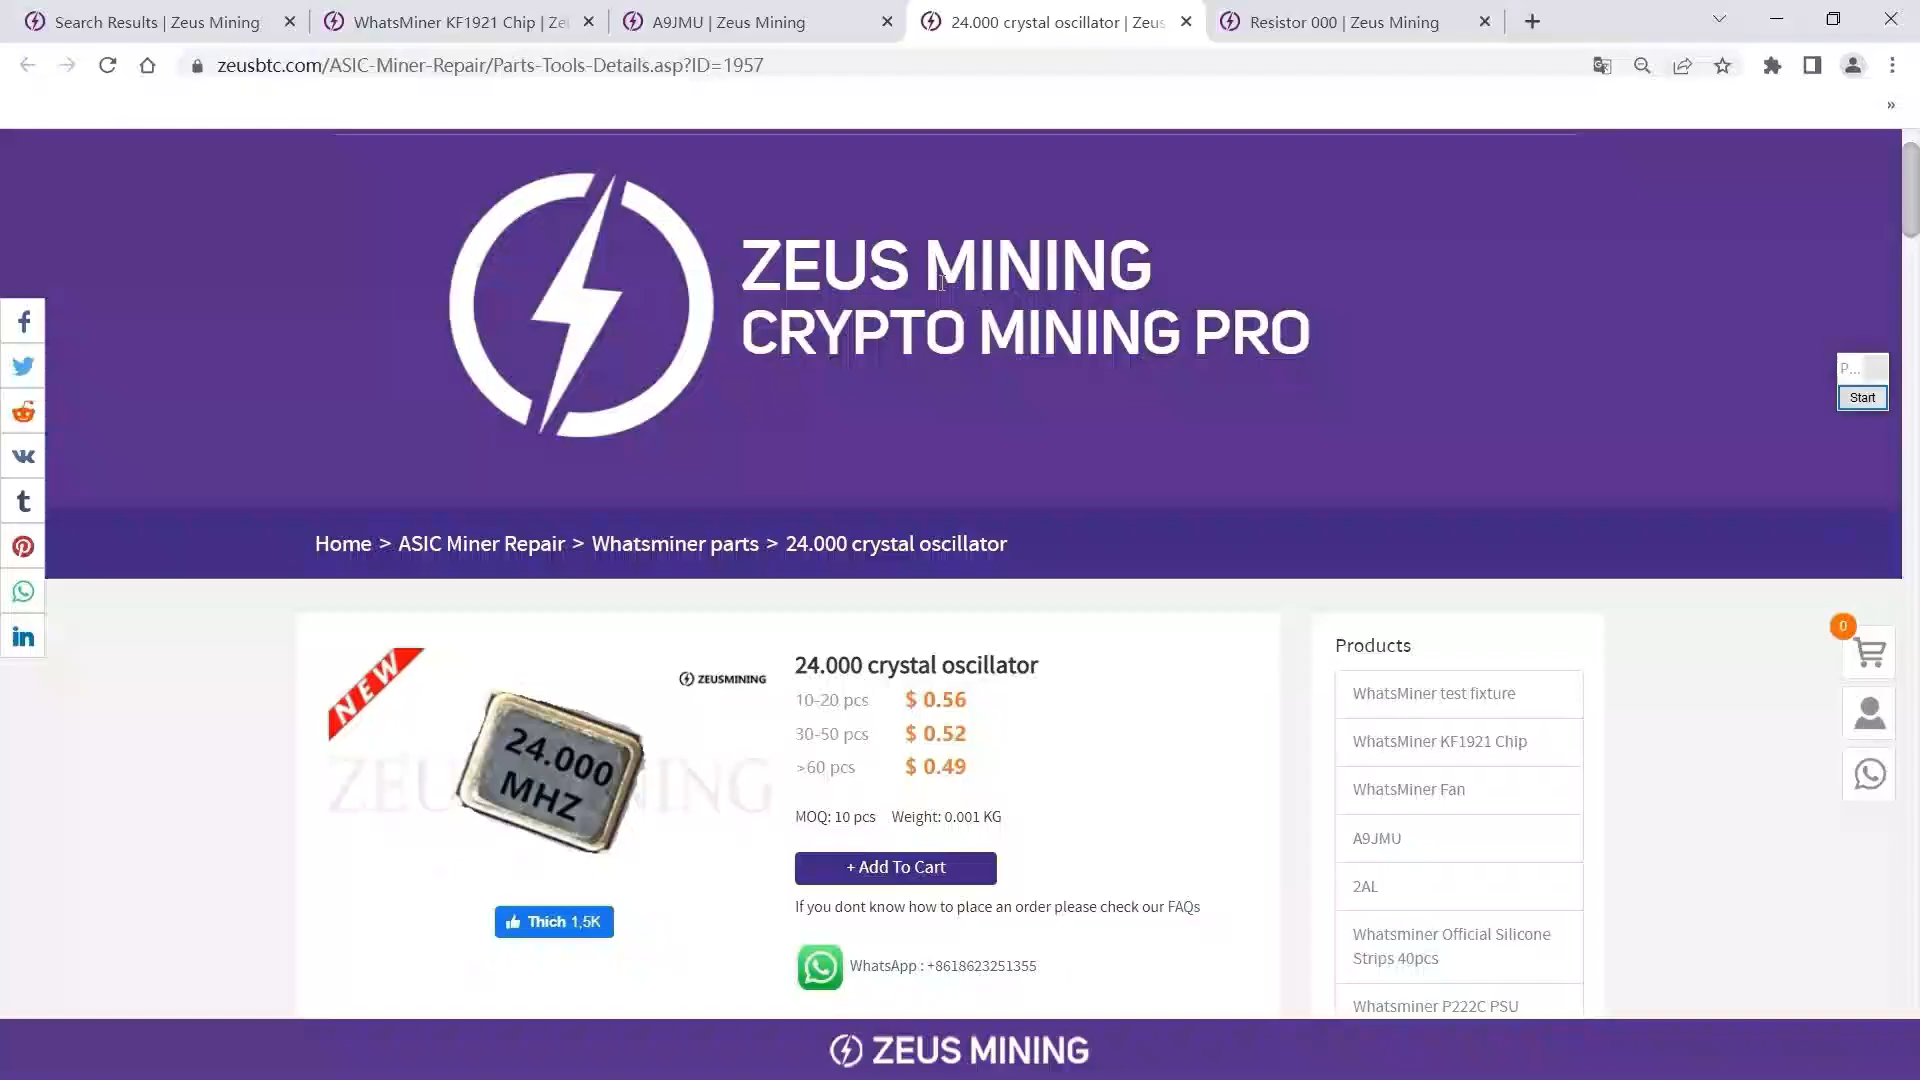 Search Results | Zeus Mining
WhatsMiner KF1921 Chip | Ze
A9JMU | Zeus Mining
24.000 crystal oscillator | Zeus
Resistor 000 | Zeus Mining
zeusbtc.com/ASIC-Miner-Repair/Parts-Tools-Details.asp?ID=1957
»
ZEUS MINING
CRYPTO MINING PRO
P...
Start
Home > ASIC Miner Repair > Whatsminer parts > 24.000 crystal oscillator
0
NEW
ZEUSMINING
24.000
MHZ
ZEUS MINING
Thích 1,5K
24.000 crystal oscillator
10-20 pcs $ 0.56
30-50 pcs $ 0.52
>60 pcs $ 0.49
MOQ: 10 pcs Weight: 0.001 KG
+ Add To Cart
If you dont know how to place an order please check our FAQs
WhatsApp : +8618623251355
Products
WhatsMiner test fixture
WhatsMiner KF1921 Chip
WhatsMiner Fan
A9JMU
2AL
Whatsminer Official Silicone
Strips 40pcs
Whatsminer P222C PSU
ZEUS MINING